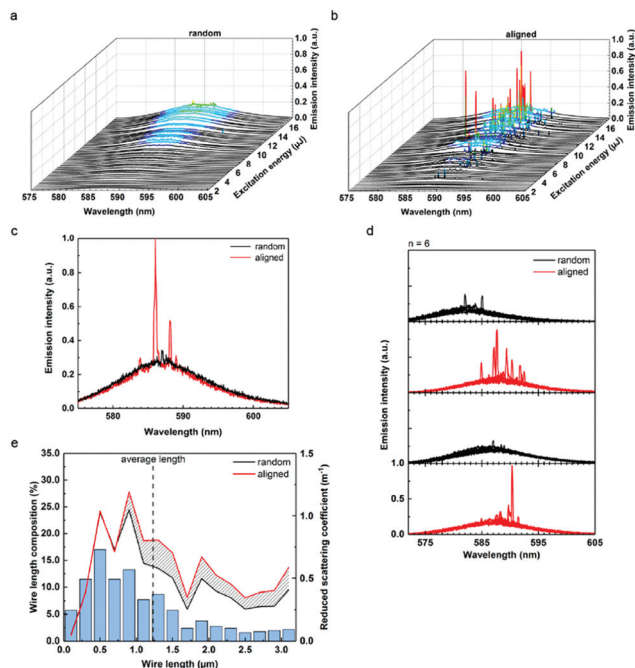 a
random
1.0
0.8
0.6
0.4
0.2
0.0
Emission intensity (a.u.)
16
14
12
10
8
6
4
2
Excitation energy (µJ)
575 580 585 590 595 600 605
Wavelength (nm)
b
aligned
1.0
0.8
0.6
0.4
0.2
0.0
Emission intensity (a.u.)
16
14
12
10
8
6
4
2
Excitation energy (µJ)
575 580 585 590 595 600 605
Wavelength (nm)
c
random
aligned
1.0
0.8
0.6
0.4
0.2
0.0
Emission intensity (a.u.)
580 590 600
Wavelength (nm)
d
n = 6
random
aligned
Emission intensity (a.u.)
1.0
0.5
0.0
572 583 594 605
Wavelength (nm)
e
average length
random
aligned
35.0
30.0
25.0
20.0
15.0
10.0
5.0
0.0
Wire length composition (%)
1.5
1.0
0.5
0.0
Reduced scattering coefficient (m⁻¹)
0.0 0.5 1.0 1.5 2.0 2.5 3.0
Wire length (µm)